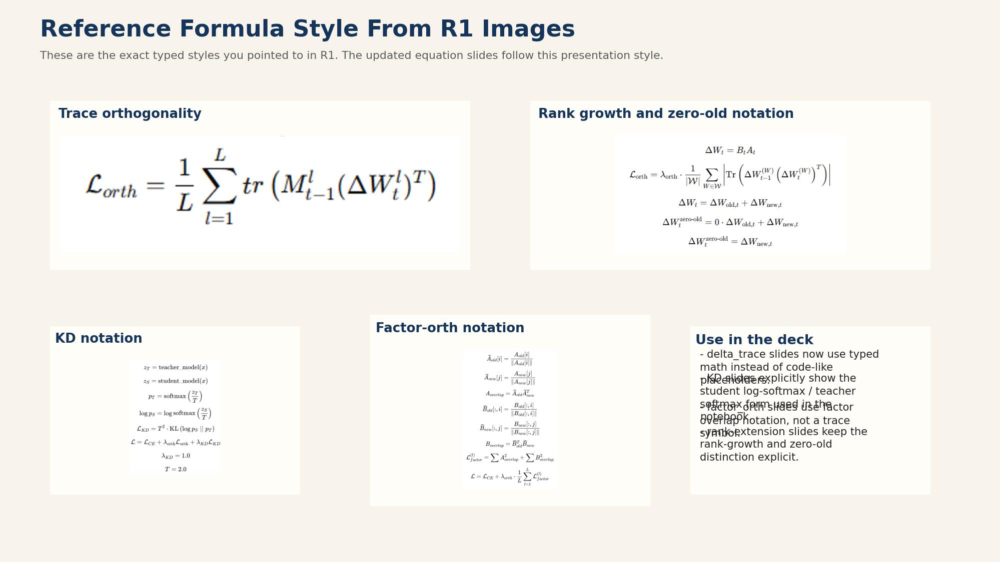 Reference Formula Style From R1 Images
These are the exact typed styles you pointed to in R1. The updated equation slides follow this presentation style.
Trace orthogonality
$\mathcal{L}_{orth} = \frac{1}{L} \sum_{l=1}^{L} tr\left(M_{t-1}^{l}(\Delta W_t^l)^T\right)$
Rank growth and zero-old notation
$\Delta W_t = B_t A_t$
$\mathcal{L}_{\text{orth}} = \lambda_{\text{orth}} \cdot \frac{1}{|\mathcal{W}|} \sum_{W \in \mathcal{W}} \left| \text{Tr}\left(\Delta W_{t-1}^{(W)} \left(\Delta W_t^{(W)}\right)^T\right) \right|$
$\Delta W_t = \Delta W_{\text{old},t} + \Delta W_{\text{new},t}$
$\Delta W_t^{\text{zero-old}} = 0 \cdot \Delta W_{\text{old},t} + \Delta W_{\text{new},t}$
$\Delta W_t^{\text{zero-old}} = \Delta W_{\text{new},t}$
KD notation
$z_T = \text{teacher\_model}(x)$
$z_S = \text{student\_model}(x)$
$p_T = \text{softmax}\left(\frac{z_T}{T}\right)$
$\log p_S = \log \text{softmax}\left(\frac{z_S}{T}\right)$
$\mathcal{L}_{KD} = T^2 \cdot \text{KL}(\log p_S \,||\, p_T)$
$\mathcal{L} = \mathcal{L}_{CE} + \lambda_{\text{orth}} \mathcal{L}_{\text{orth}} + \lambda_{KD} \mathcal{L}_{KD}$
$\lambda_{KD} = 1.0$
$T = 2.0$
Factor-orth notation
$\widehat{A}_{old}[i] = \frac{A_{old}[i]}{\|A_{old}[i]\|}$
$\widehat{A}_{new}[j] = \frac{A_{new}[j]}{\|A_{new}[j]\|}$
$A_{overlap} = \widehat{A}_{old} \widehat{A}_{new}^T$
$\widehat{B}_{old}[:,i] = \frac{B_{old}[:,i]}{\|B_{old}[:,i]\|}$
$\widehat{B}_{new}[:,j] = \frac{B_{new}[:,j]}{\|B_{new}[:,j]\|}$
$B_{overlap} = \widehat{B}_{old}^T \widehat{B}_{new}$
$\mathcal{L}_{factor}^{(l)} = \sum A_{overlap}^2 + \sum B_{overlap}^2$
$\mathcal{L} = \mathcal{L}_{CE} + \lambda_{orth} \cdot \frac{1}{L} \sum_{l=1}^{L} \mathcal{L}_{factor}^{(l)}$
Use in the deck
- delta_trace slides now use typed
math instead of code-like
placeholders.
- KD slides explicitly show the
student log-softmax / teacher
softmax form used in the
notebook.
- factor_orth slides use factor
overlap notation, not a trace
symbol.
- rank-extension slides keep the
rank-growth and zero-old
distinction explicit.